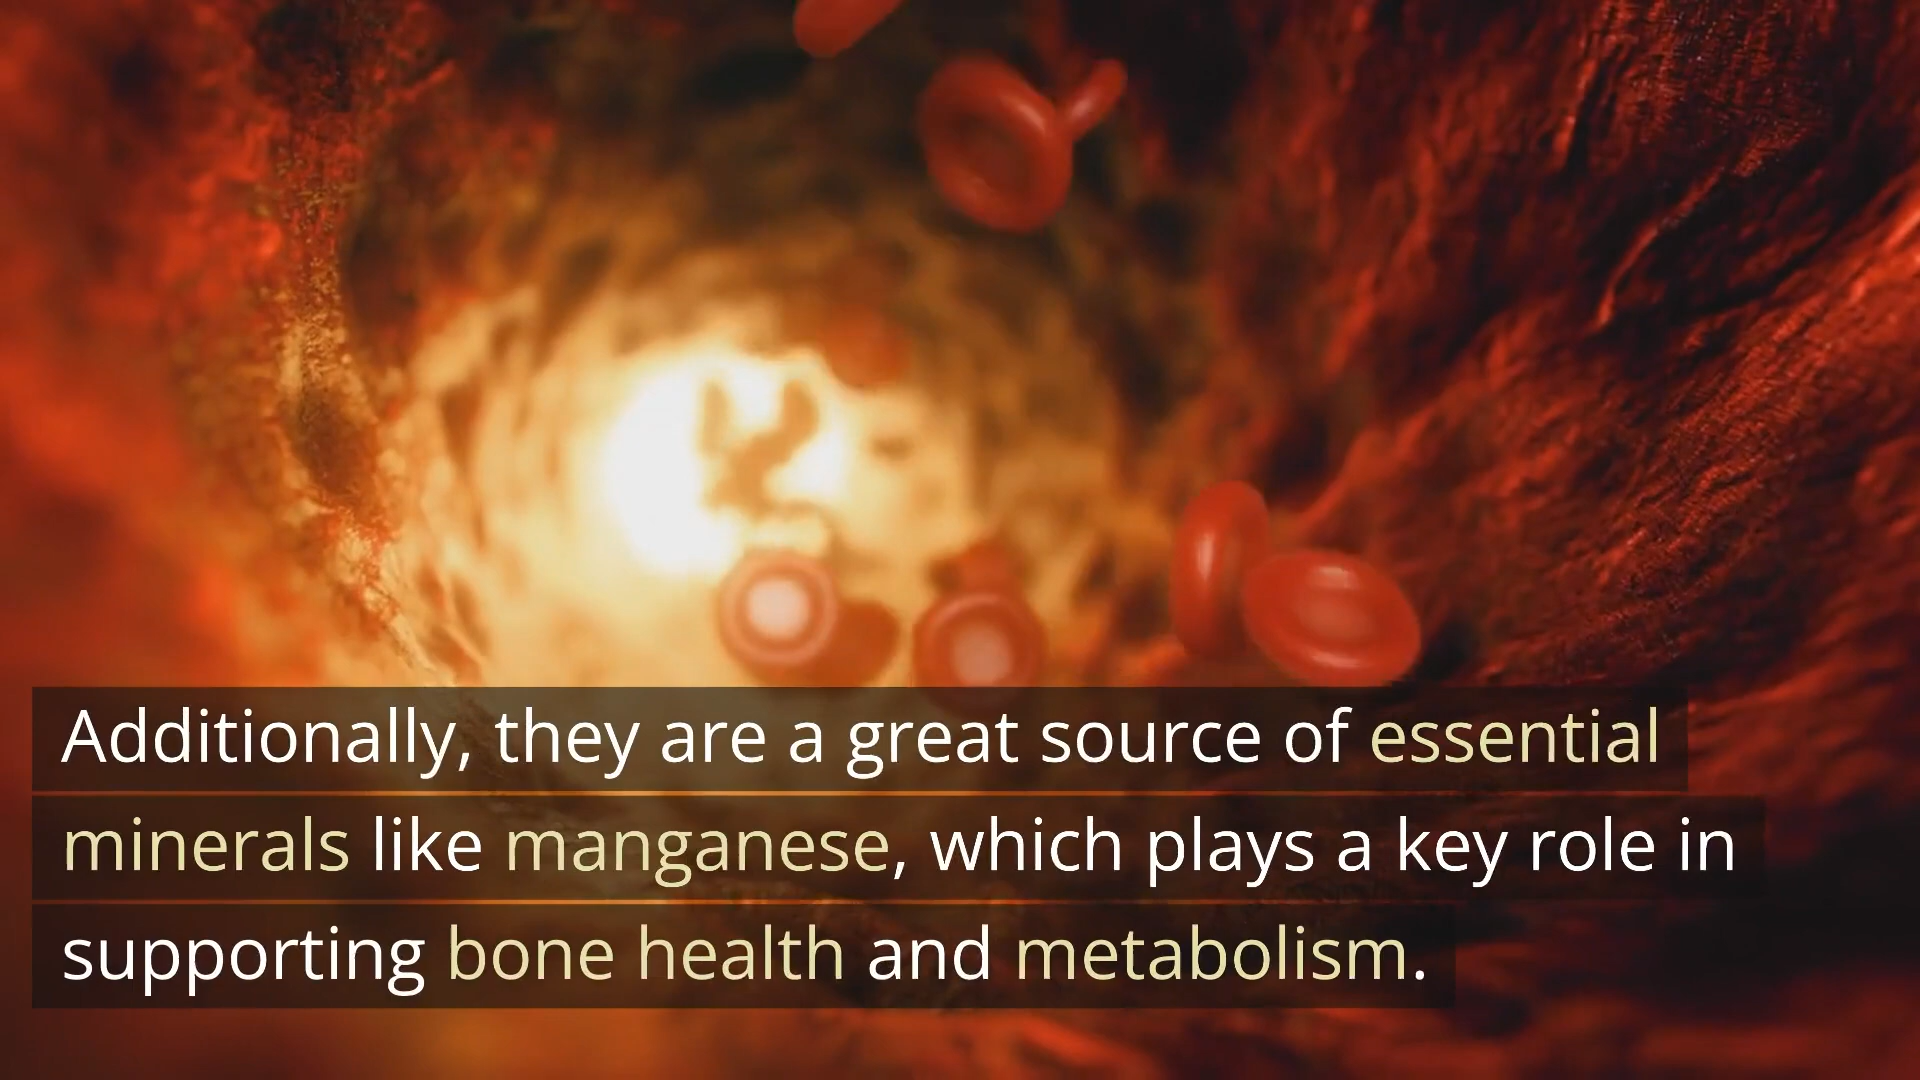 Additionally, they are a great source of essential
minerals like manganese, which plays a key role in
supporting bone health and metabolism.